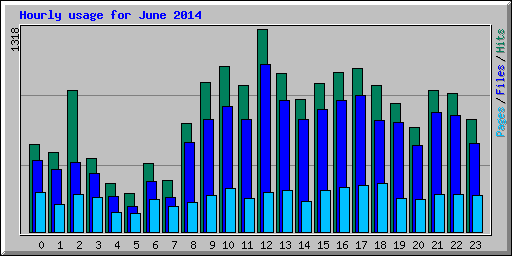 Hourly usage for June 2014
1318
Pages/Files/Hits
0 1 2 3 4 5 6 7 8 9 10 11 12 13 14 15 16 17 18 19 20 21 22 23